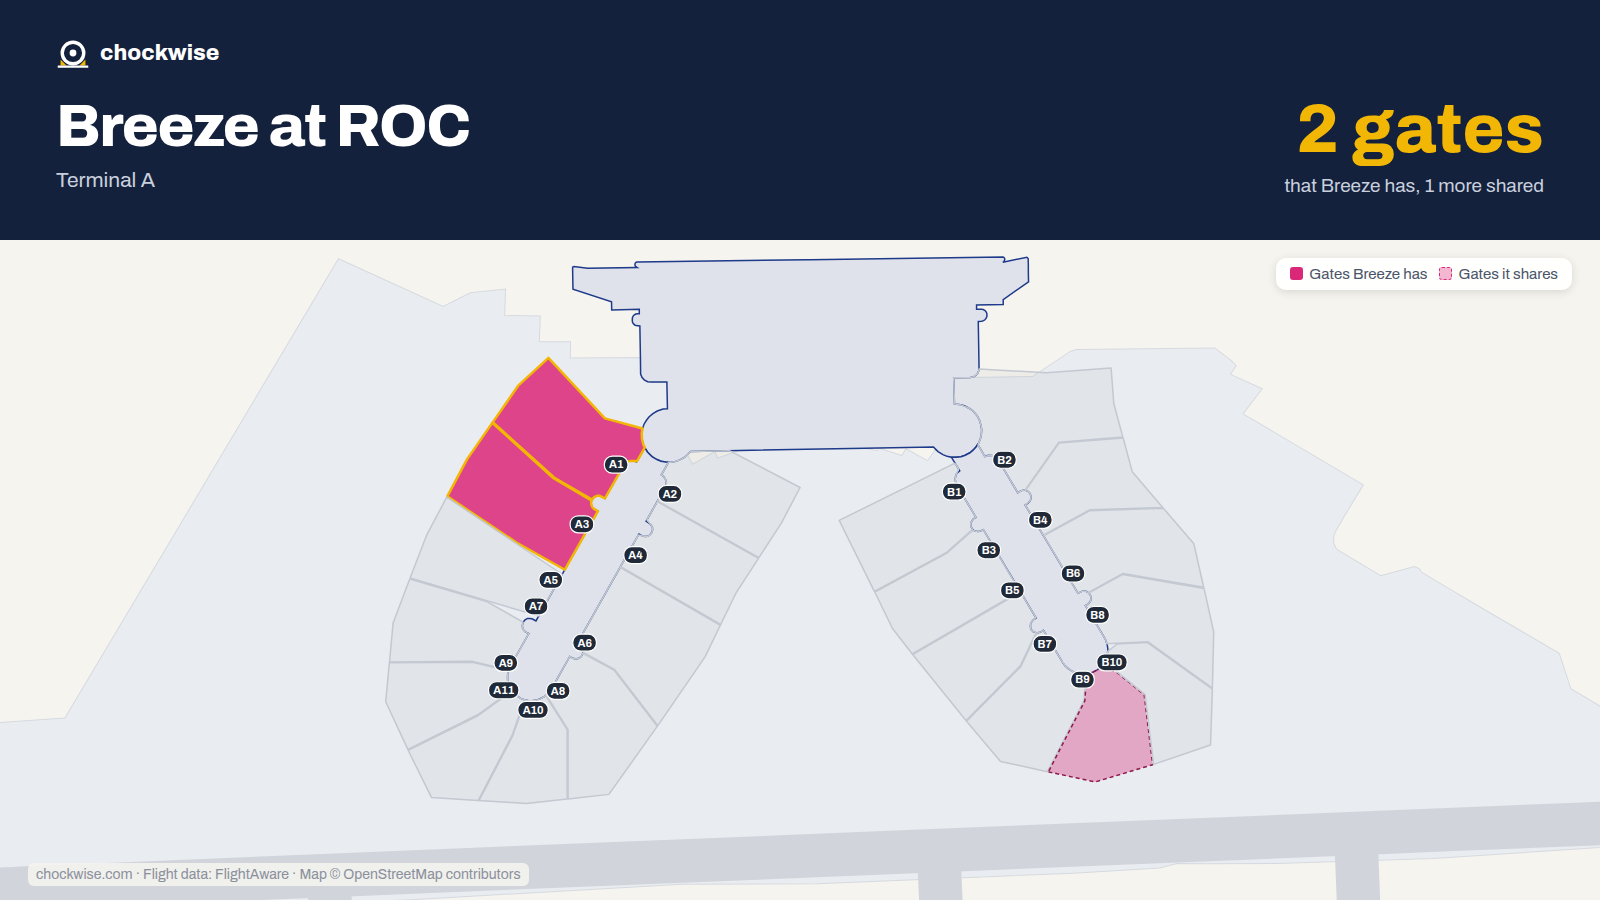 chockwise
Breeze at ROC
Terminal A
2 gates
that Breeze has, 1 more shared
Gates Breeze has
Gates it shares
A1
A2
A3
A4
A5
A7
A6
A9
A11
A8
A10
B2
B1
B4
B3
B6
B5
B8
B7
B10
B9
chockwise.com · Flight data: FlightAware · Map © OpenStreetMap contributors